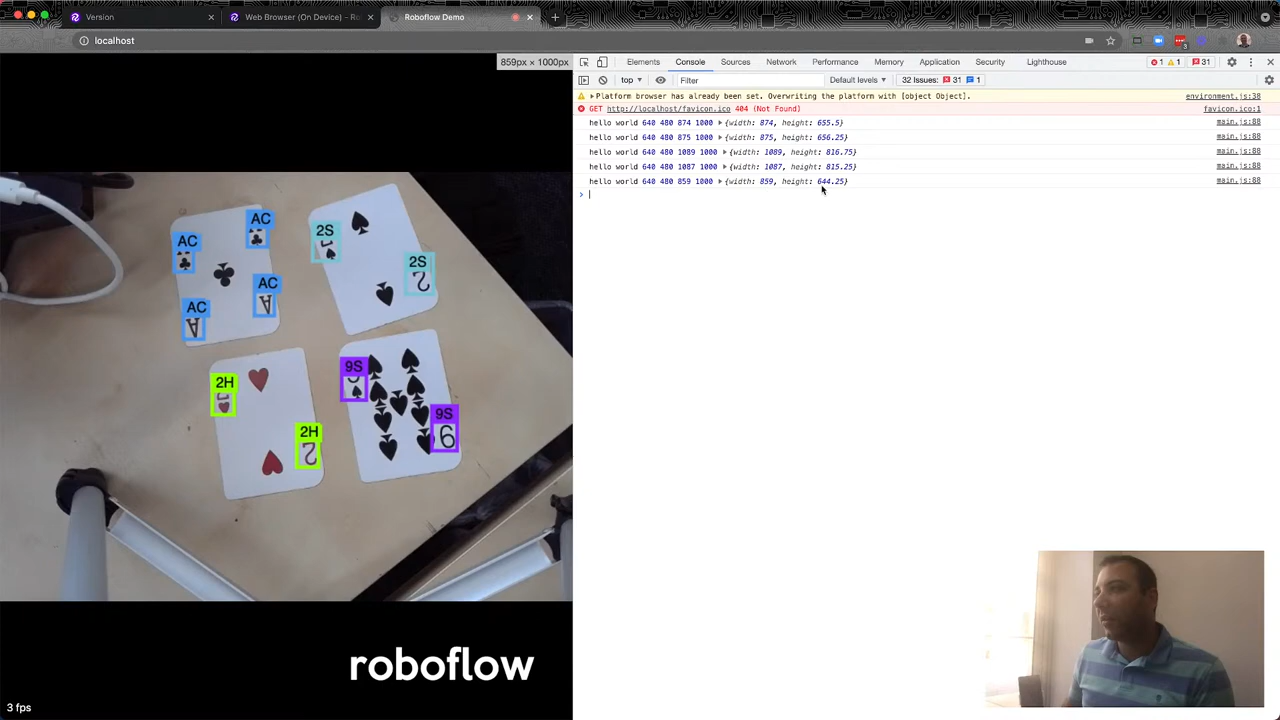 Version
Web Browser (On Device) - Ro
Roboflow Demo
localhost
859px × 1000px
Elements Console Sources Network Performance Memory Application Security Lighthouse 1 1 31
top Filter Default levels 32 Issues: 31 1
Platform browser has already been set. Overwriting the platform with [object Object]. environment.js:38
GET http://localhost/favicon.ico 404 (Not Found) favicon.ico:1
hello world 640 480 874 1000 {width: 874, height: 655.5} main.js:88
hello world 640 480 875 1000 {width: 875, height: 656.25} main.js:88
hello world 640 480 1089 1000 {width: 1089, height: 816.75} main.js:88
hello world 640 480 1087 1000 {width: 1087, height: 815.25} main.js:88
hello world 640 480 859 1000 {width: 859, height: 644.25} main.js:88
AC
AC
2S
2S
AC
AC
A
A
2
9S
2H
9S
2H
9
2
roboflow
3 fps